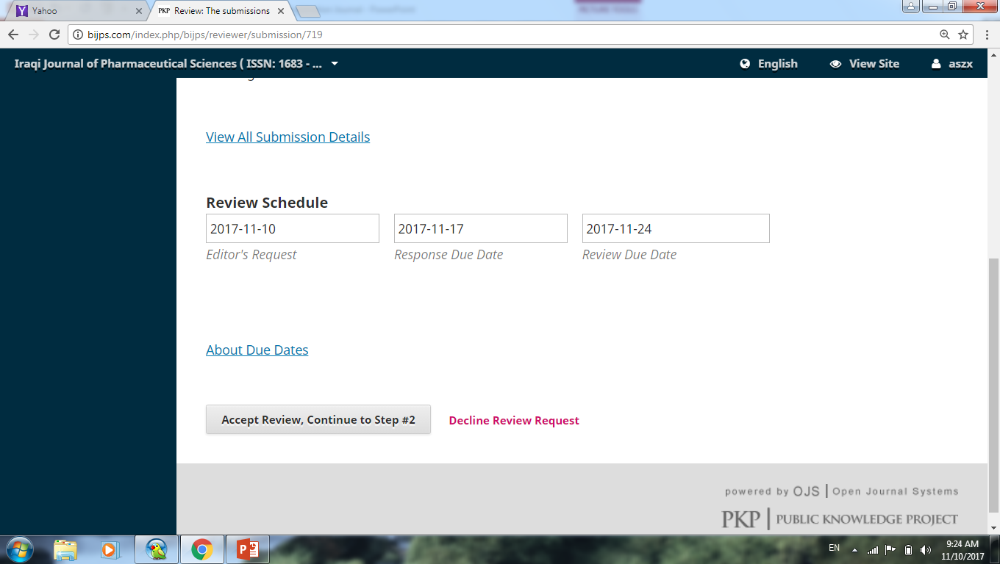 Yahoo
PKP Review: The submissions
bijps.com/index.php/bijps/reviewer/submission/719
Iraqi Journal of Pharmaceutical Sciences ( ISSN: 1683 - ...
English
View Site
aszx
View All Submission Details
Review Schedule
2017-11-10 2017-11-17 2017-11-24
Editor's Request Response Due Date Review Due Date
About Due Dates
Accept Review, Continue to Step #2 Decline Review Request
powered by OJS | Open Journal Systems
PKP | PUBLIC KNOWLEDGE PROJECT
EN
9:24 AM
11/10/2017